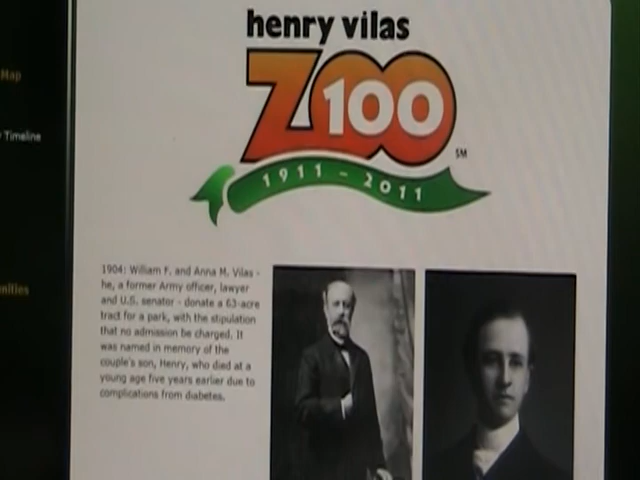 henry vilas
ZOO
100
SM
1911 - 2011
Map
Timeline
1904: William F. and Anna M. Vilas -
he, a former Army officer, lawyer
and U.S. senator - donate a 63-acre
tract for a park, with the stipulation
that no admission be charged. It
was named in memory of the
couple's son, Henry, who died at a
young age five years earlier due to
complications from diabetes.